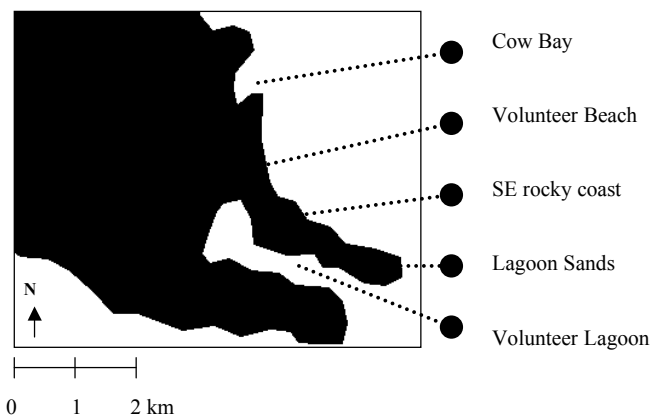 Cow Bay
Volunteer Beach
SE rocky coast
Lagoon Sands
Volunteer Lagoon
N
0 1 2 km